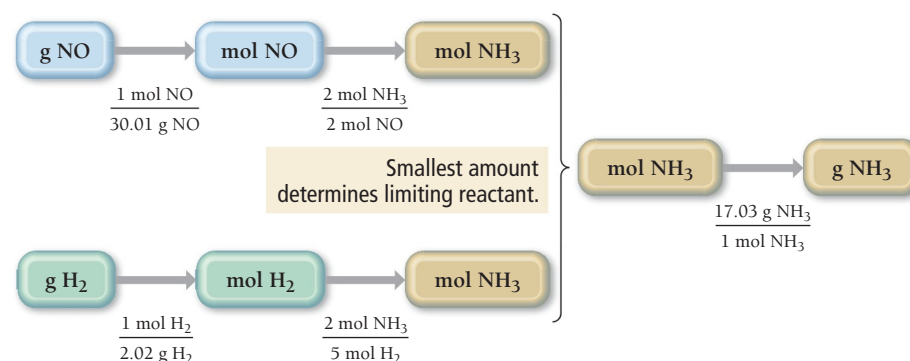 g NO mol NO mol NH₃
1 mol NO 2 mol NH₃
30.01 g NO 2 mol NO
Smallest amount
determines limiting reactant.
mol NH₃ g NH₃
17.03 g NH₃
1 mol NH₃
g H₂ mol H₂ mol NH₃
1 mol H₂ 2 mol NH₃
2.02 g H₂ 5 mol H₂